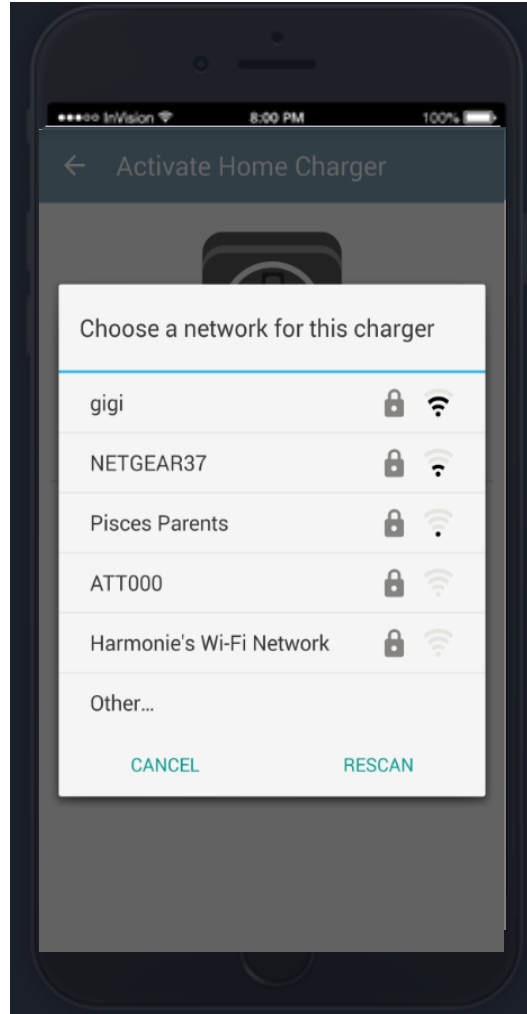 InVision 8:00 PM 100%
Activate Home Charger
Choose a network for this charger
gigi
NETGEAR37
Pisces Parents
ATT000
Harmonie's Wi-Fi Network
Other...
CANCEL RESCAN